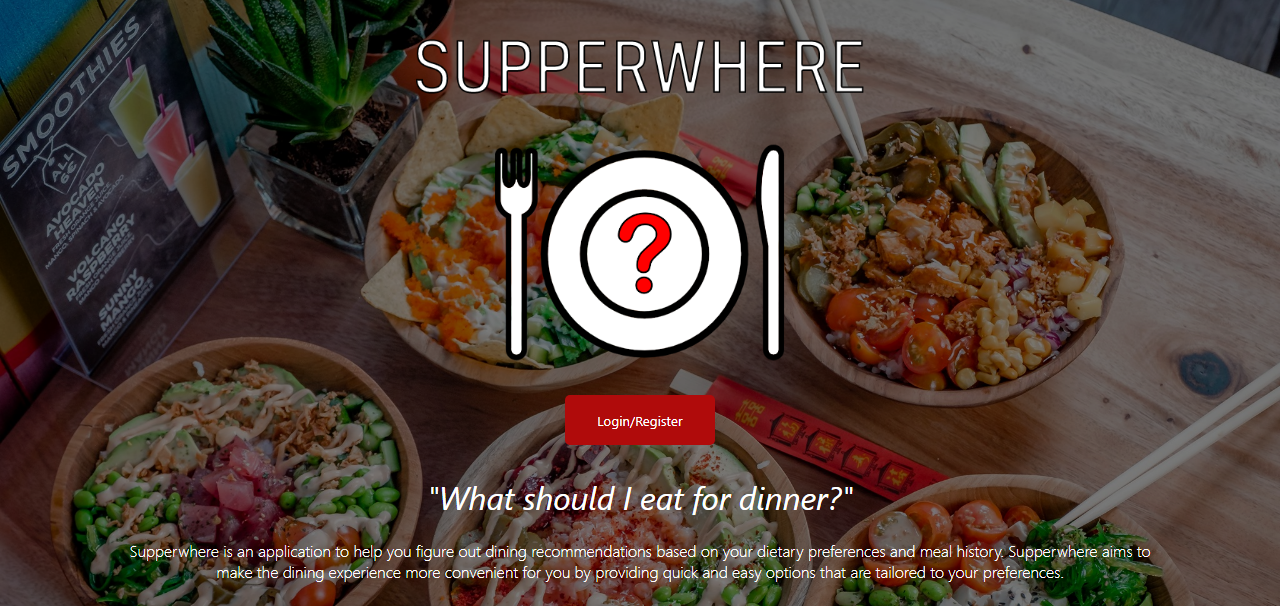 SUPPERWHERE
SMOOTHIES
ALL
AVOCADO
HEAVEN
VOLCANO
RASPBERRY
SUNNY
MANGO
?
Login/Register
"What should I eat for dinner?"
Supperwhere is an application to help you figure out dining recommendations based on your dietary preferences and meal history. Supperwhere aims to
make the dining experience more convenient for you by providing quick and easy options that are tailored to your preferences.